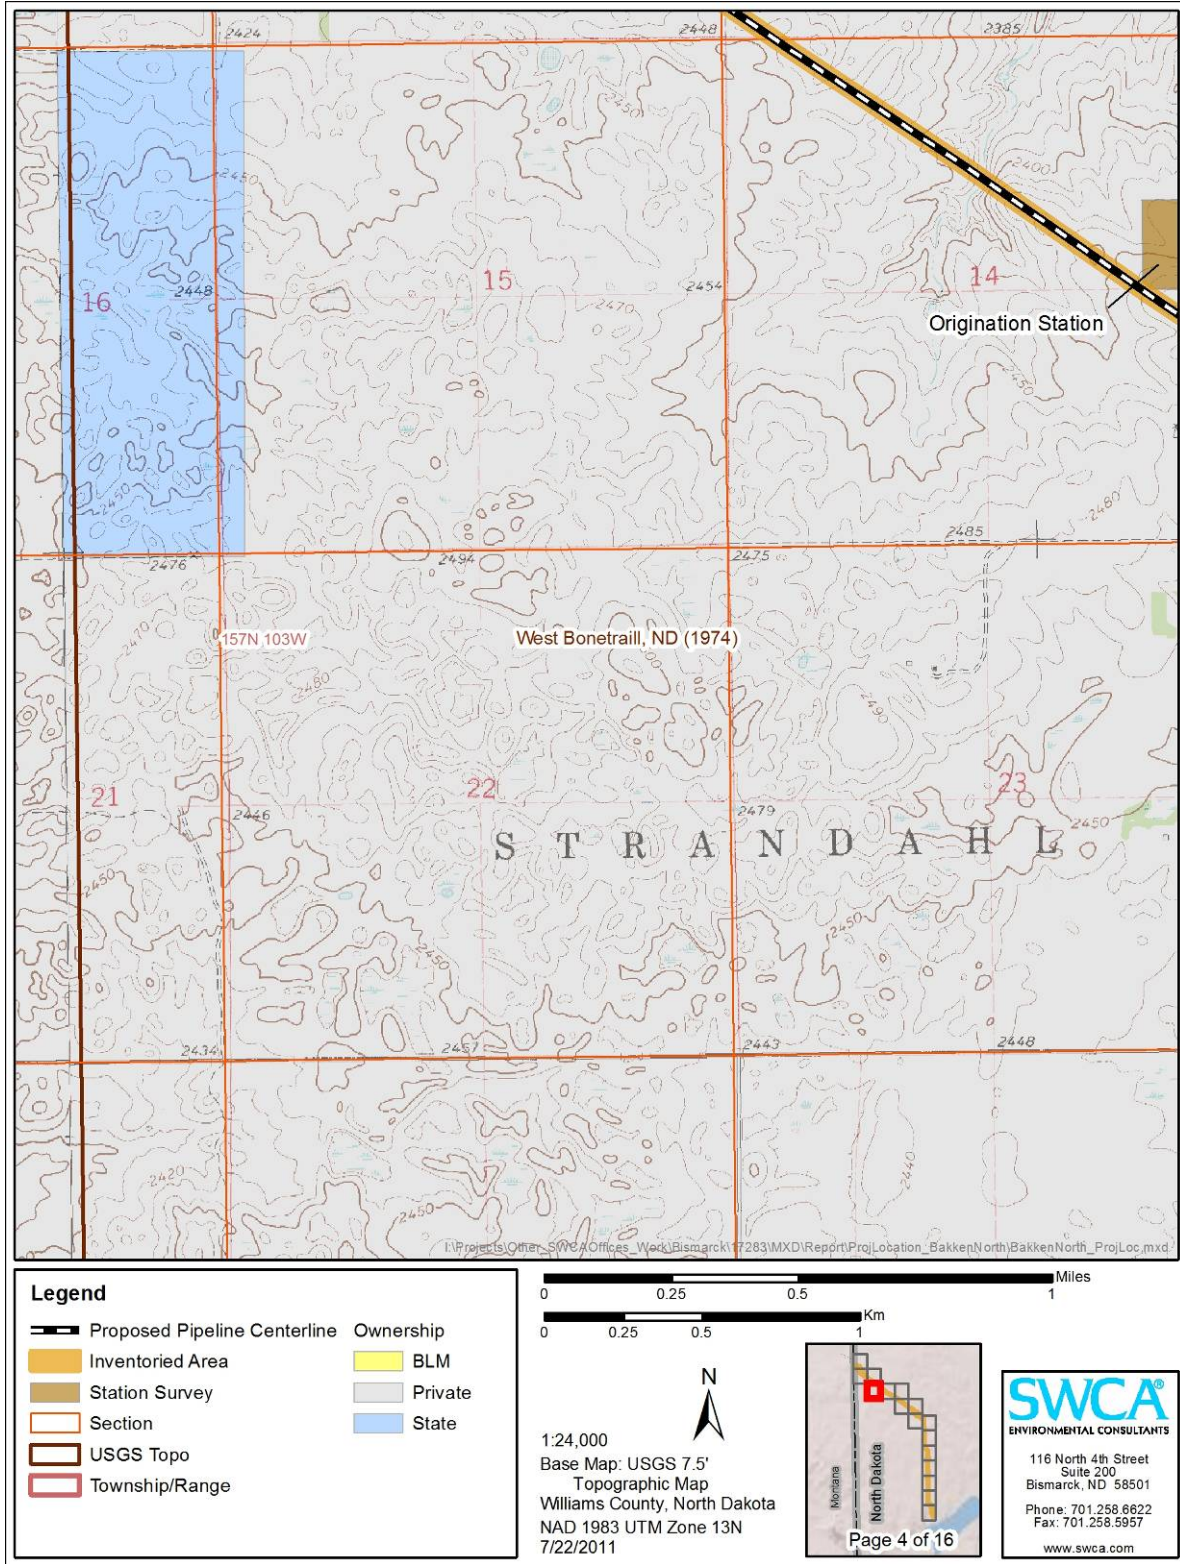 2424
2448
2385
2450
2450
2400
16
2448
15
2454
14
2470
Origination Station
2450
2450
2480
2485
2476
2494
2475
2470
157N 103W
West Bonetraill, ND (1974)
2480
2490
21
22
23
2446
2479
2450
S T R A N D A H L
2450
2450
2450
2434
2457
2443
2448
2420
2440
2450
I:\Projects\Other_SWCAOffices_Work\Bismarck\17283\MXD\Report\ProjLocation_BakkenNorth\BakkenNorth_ProjLoc.mxd
Legend
Proposed Pipeline Centerline
Inventoried Area
Station Survey
Section
USGS Topo
Township/Range
Ownership
BLM
Private
State
Miles
0 0.25 0.5 1
Km
0 0.25 0.5 1
N
1:24,000
Base Map: USGS 7.5'
Topographic Map
Williams County, North Dakota
NAD 1983 UTM Zone 13N
7/22/2011
Montana
North Dakota
Page 4 of 16
SWCA®
ENVIRONMENTAL CONSULTANTS
116 North 4th Street
Suite 200
Bismarck, ND 58501
Phone: 701.258.6622
Fax: 701.258.5957
www.swca.com